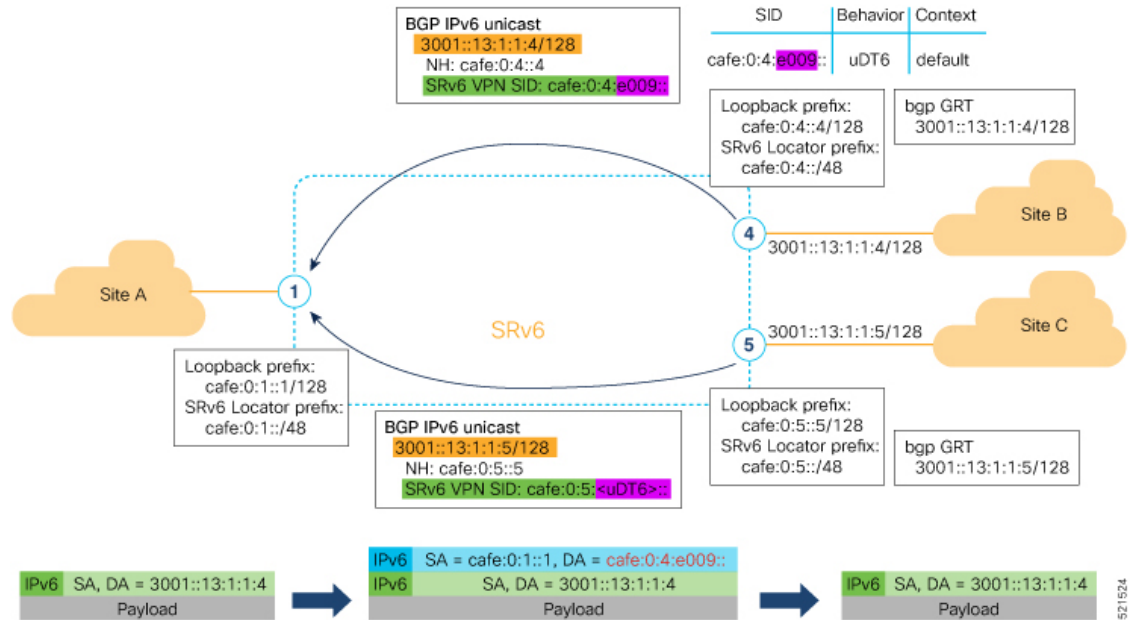 BGP IPv6 unicast
3001::13:1:1:4/128
NH: cafe:0:4::4
SRv6 VPN SID: cafe:0:4:e009::
SID Behavior Context
cafe:0:4:e009:: uDT6 default
Loopback prefix:
cafe:0:4::4/128
SRv6 Locator prefix:
cafe:0:4::/48
bgp GRT
3001::13:1:1:4/128
Site B
4
3001::13:1:1:4/128
Site A
1
SRv6
3001::13:1:1:5/128
Site C
5
Loopback prefix:
cafe:0:1::1/128
SRv6 Locator prefix:
cafe:0:1::/48
BGP IPv6 unicast
3001::13:1:1:5/128
NH: cafe:0:5::5
SRv6 VPN SID: cafe:0:5:<uDT6>::
Loopback prefix:
cafe:0:5::5/128
SRv6 Locator prefix:
cafe:0:5::/48
bgp GRT
3001::13:1:1:5/128
IPv6 SA, DA = 3001::13:1:1:4
Payload
IPv6 SA = cafe:0:1::1, DA = cafe:0:4:e009::
IPv6 SA, DA = 3001::13:1:1:4
Payload
IPv6 SA, DA = 3001::13:1:1:4
Payload
521524